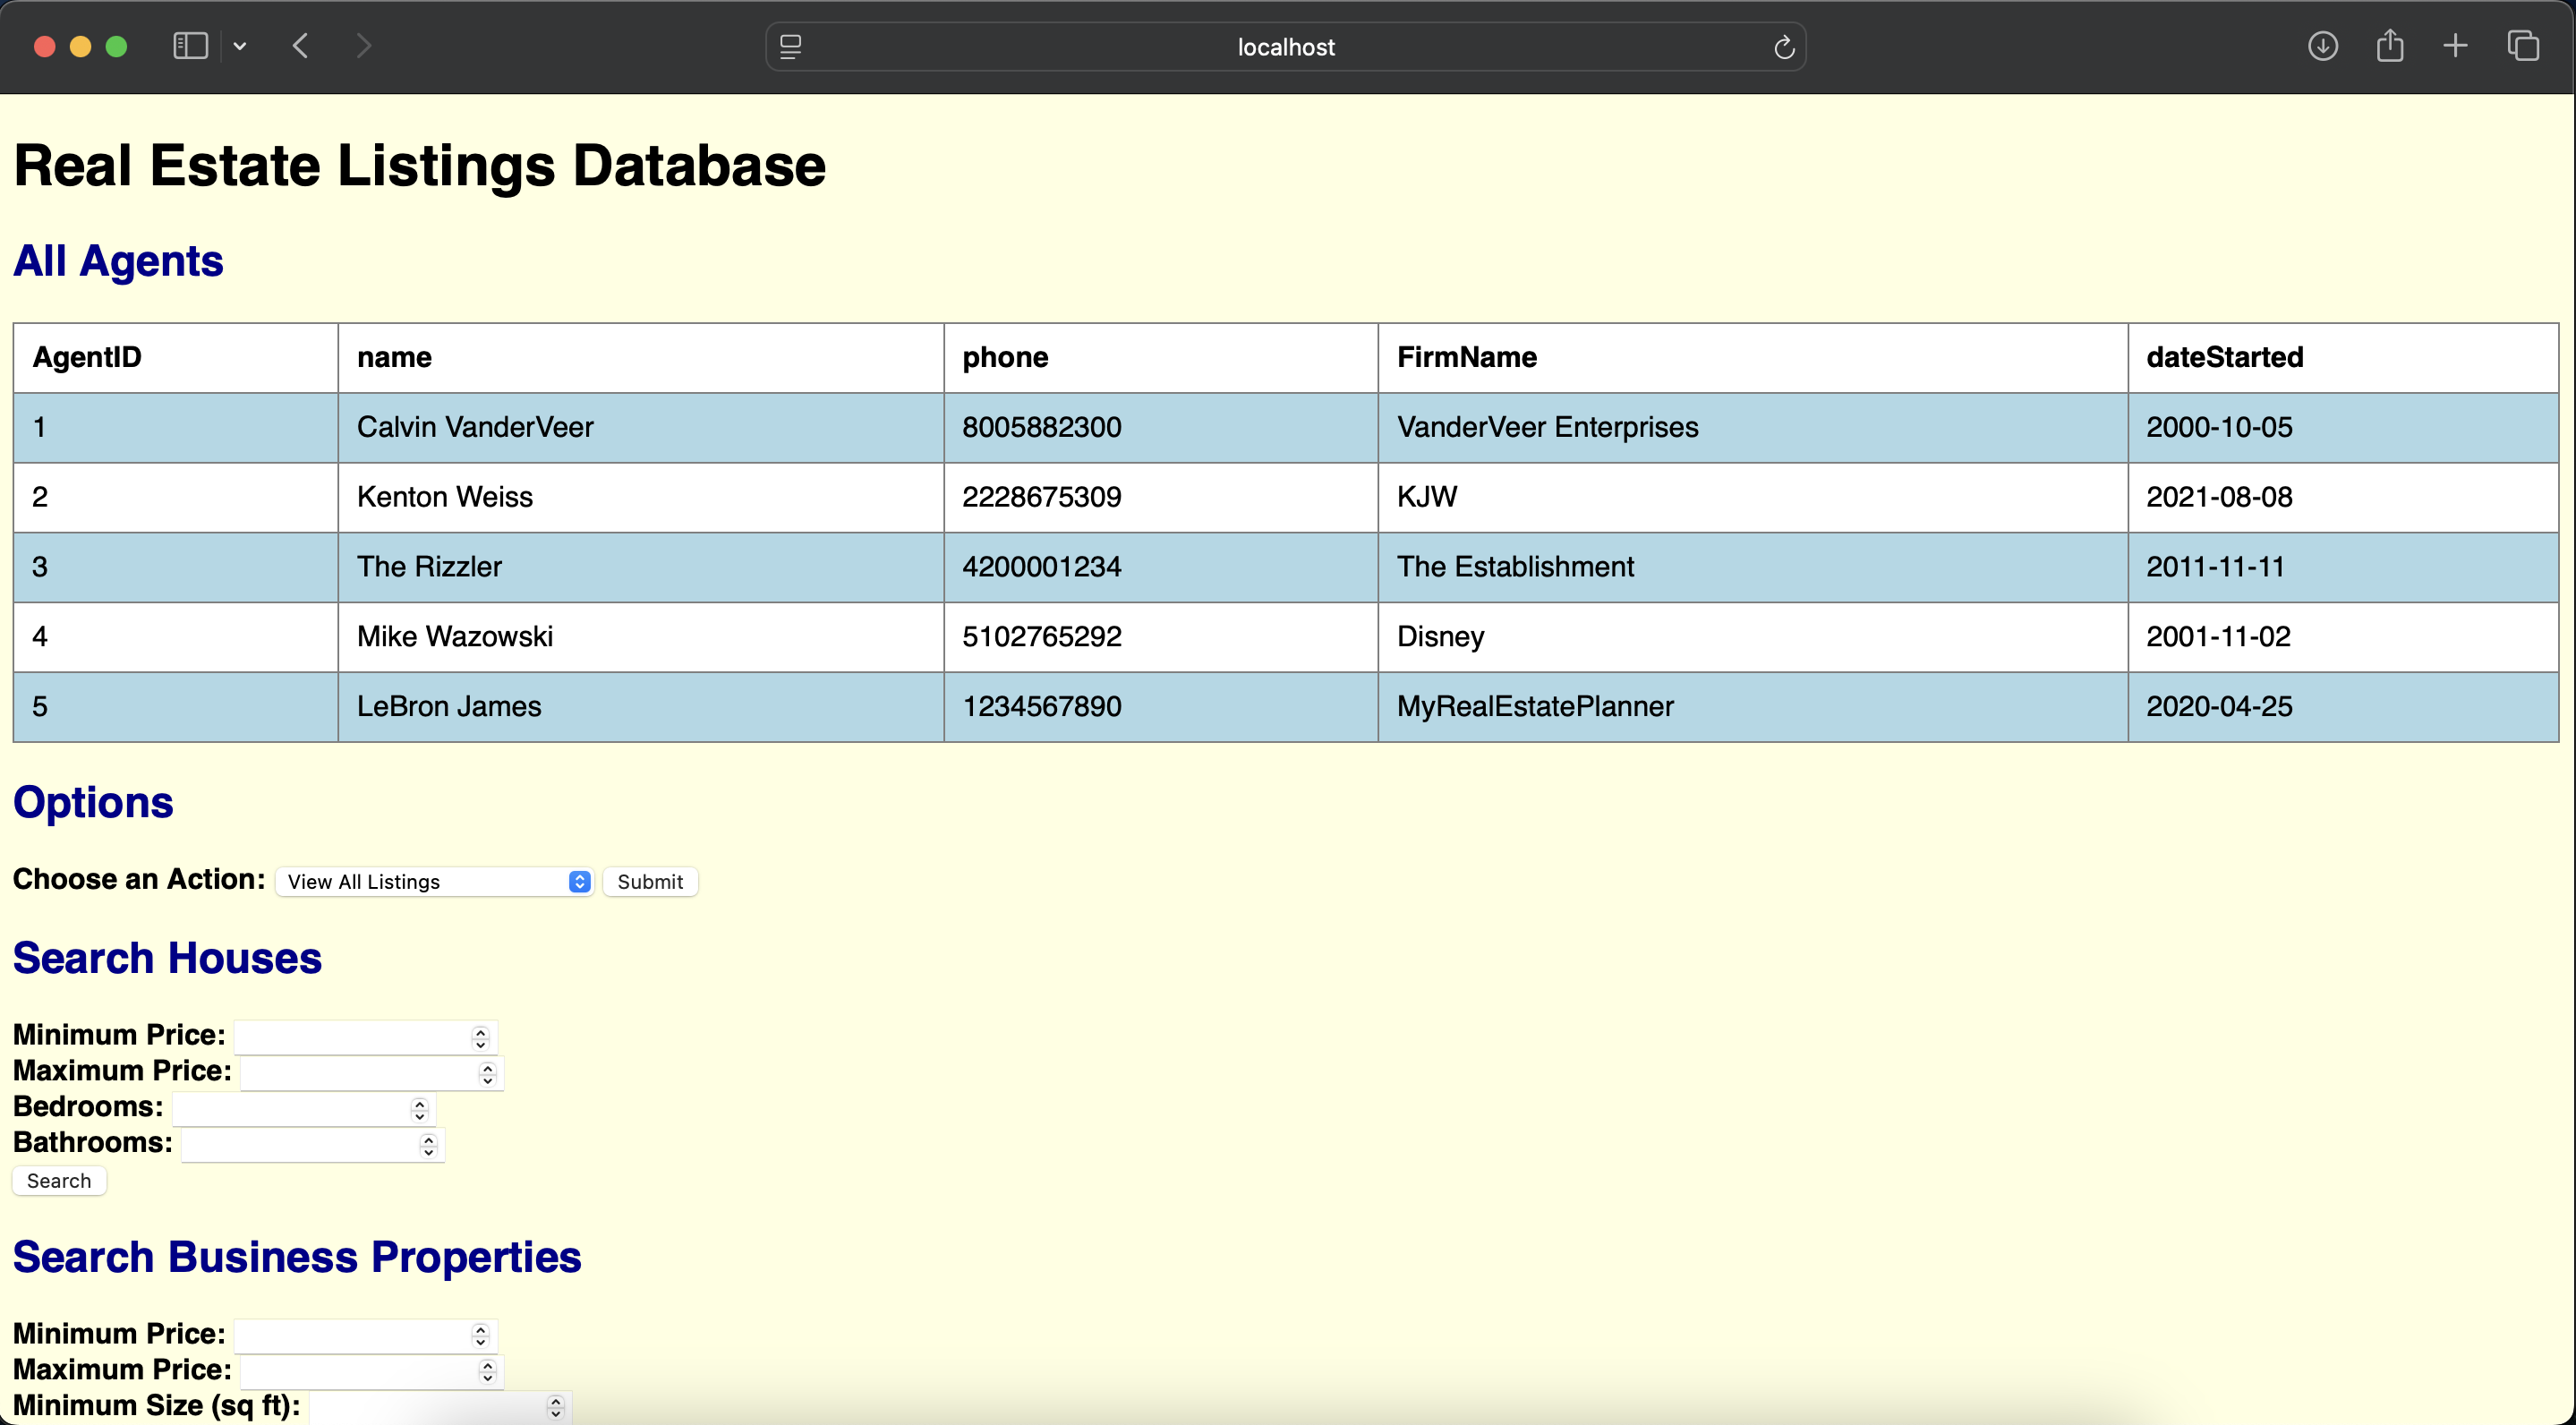 localhost
Real Estate Listings Database
All Agents
AgentID name phone FirmName dateStarted
1 Calvin VanderVeer 8005882300 VanderVeer Enterprises 2000-10-05
2 Kenton Weiss 2228675309 KJW 2021-08-08
3 The Rizzler 4200001234 The Establishment 2011-11-11
4 Mike Wazowski 5102765292 Disney 2001-11-02
5 LeBron James 1234567890 MyRealEstatePlanner 2020-04-25
Options
Choose an Action: View All Listings Submit
Search Houses
Minimum Price:
Maximum Price:
Bedrooms:
Bathrooms:
Search
Search Business Properties
Minimum Price:
Maximum Price:
Minimum Size (sq ft):